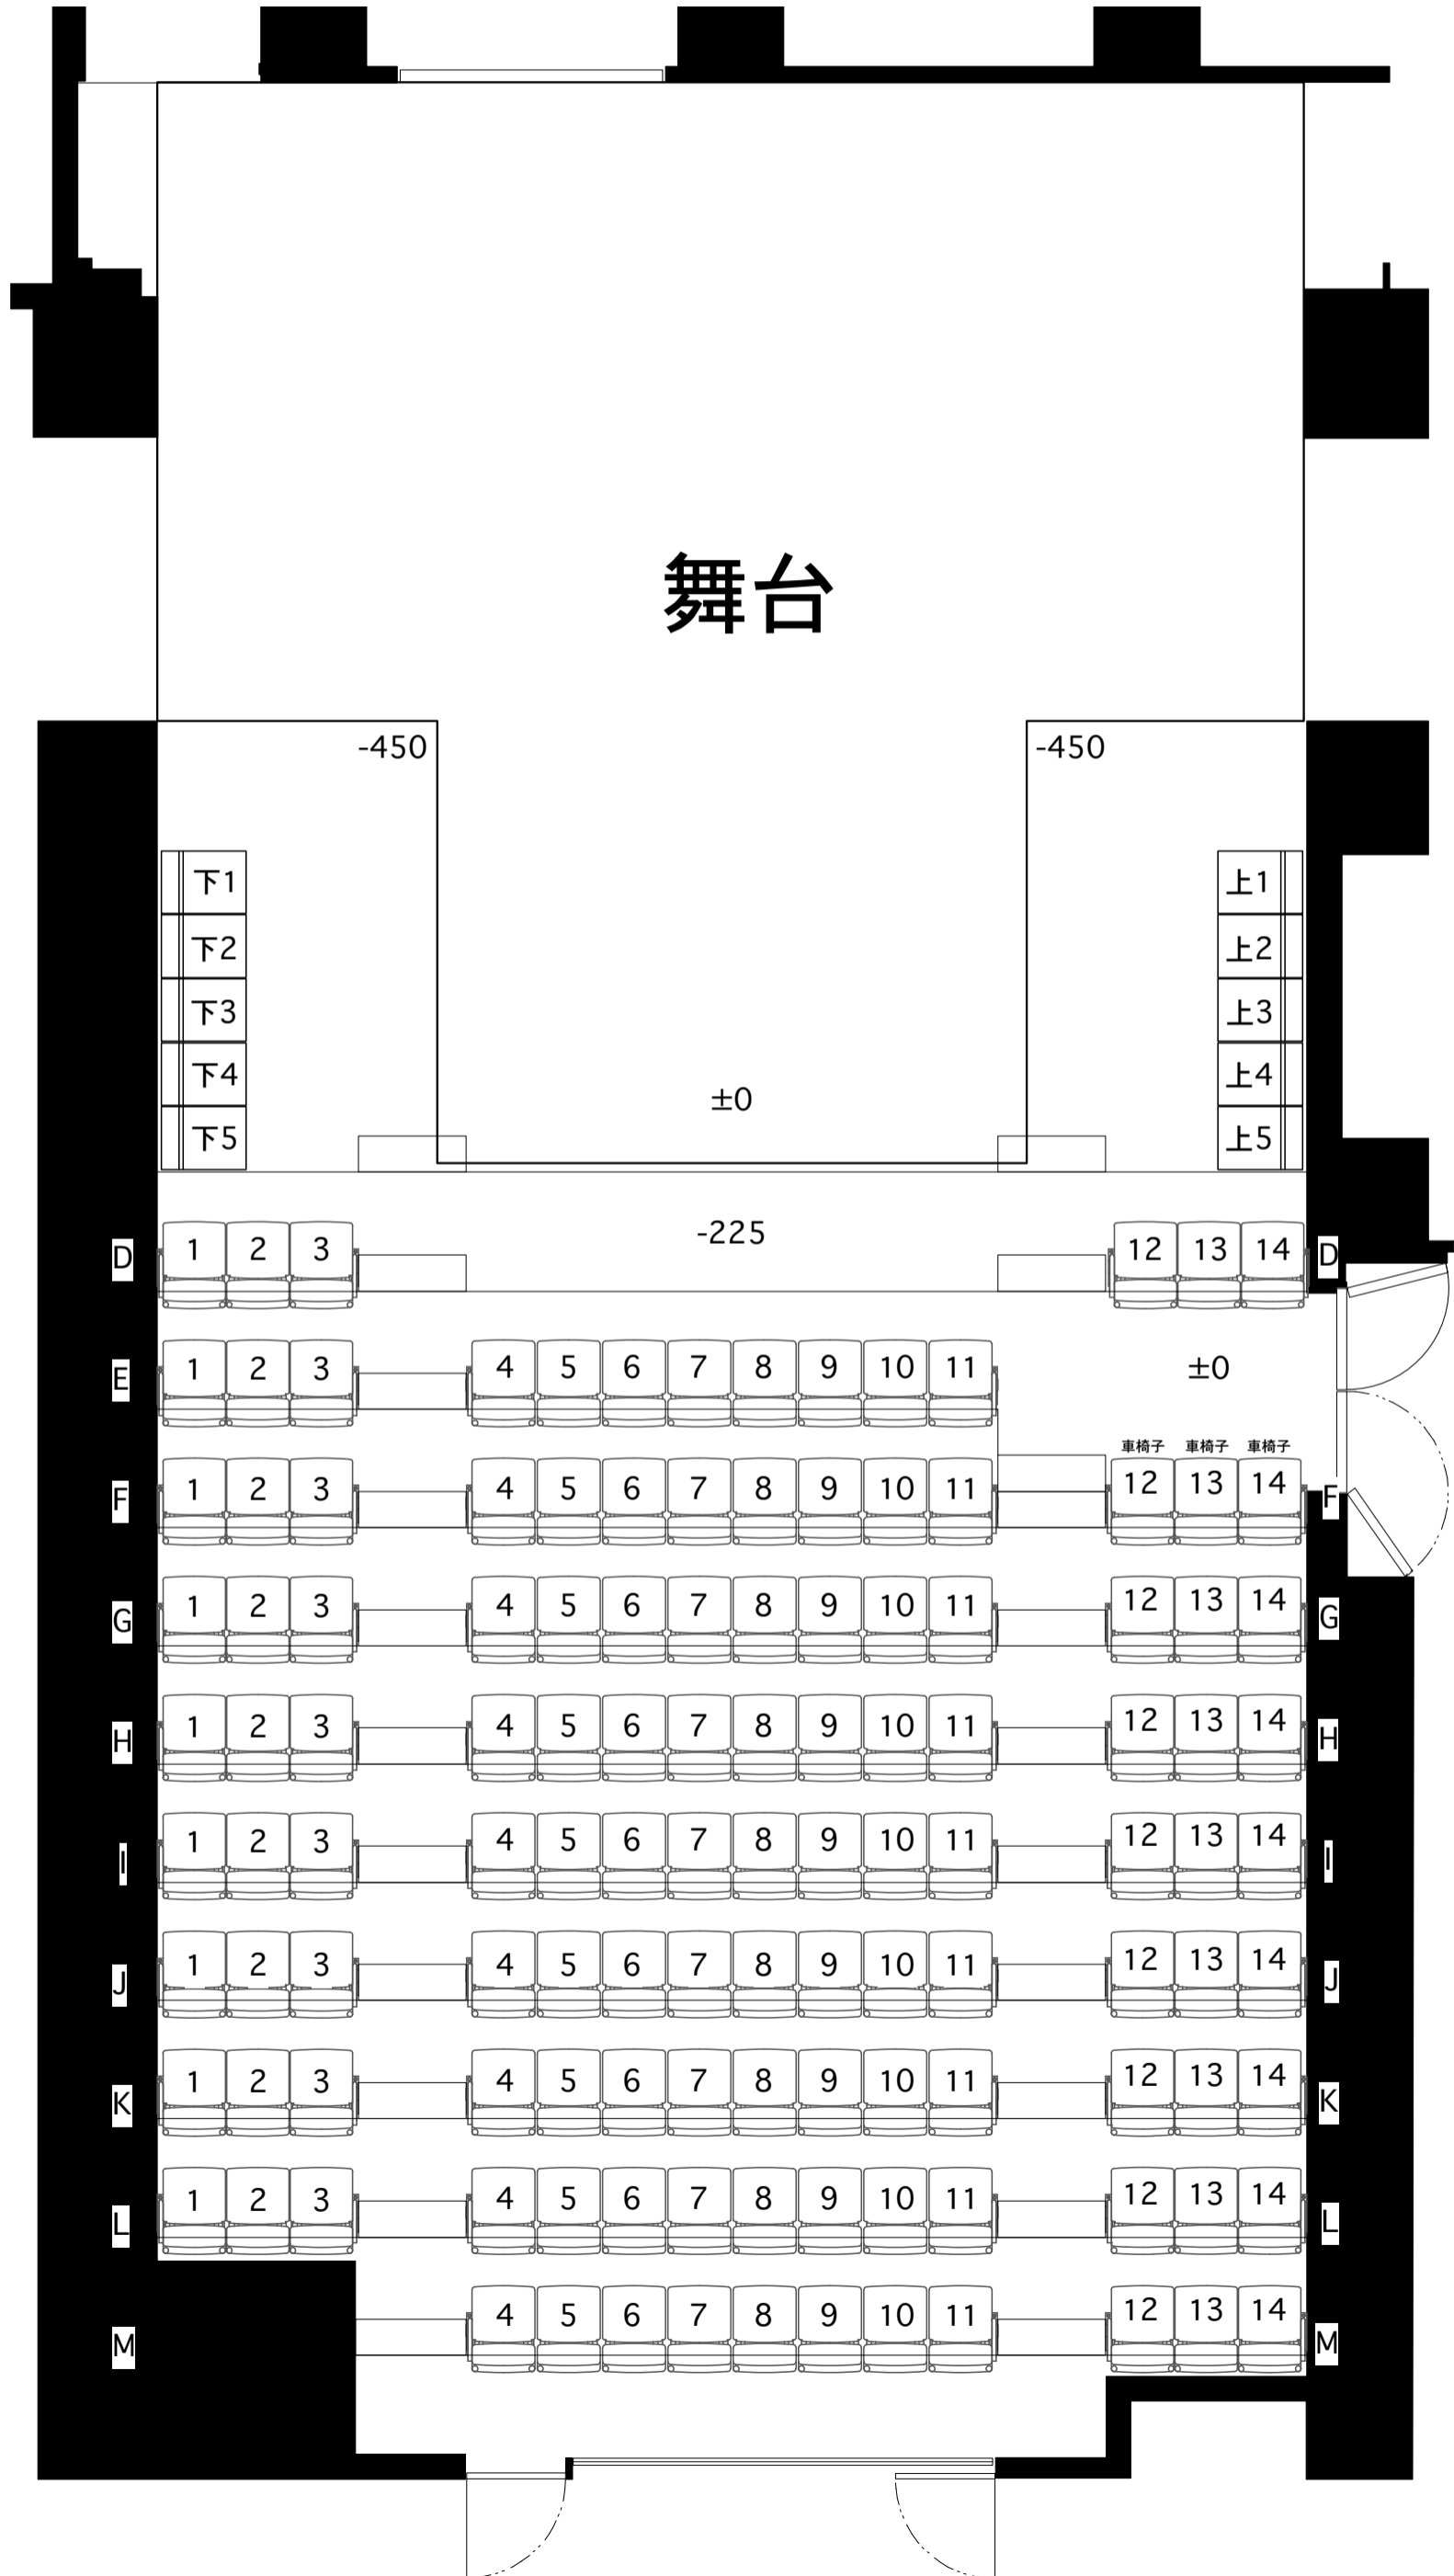 舞台
-450 -450
下1 上1
下2 上2
下3 上3
下4 上4
±0
下5 上5
-225
D 1 2 3 12 13 14 D
E 1 2 3 4 5 6 7 8 9 10 11 ±0
車椅子 車椅子 車椅子
F 1 2 3 4 5 6 7 8 9 10 11 12 13 14 F
G 1 2 3 4 5 6 7 8 9 10 11 12 13 14 G
H 1 2 3 4 5 6 7 8 9 10 11 12 13 14 H
I 1 2 3 4 5 6 7 8 9 10 11 12 13 14 I
J 1 2 3 4 5 6 7 8 9 10 11 12 13 14 J
K 1 2 3 4 5 6 7 8 9 10 11 12 13 14 K
L 1 2 3 4 5 6 7 8 9 10 11 12 13 14 L
M 4 5 6 7 8 9 10 11 12 13 14 M